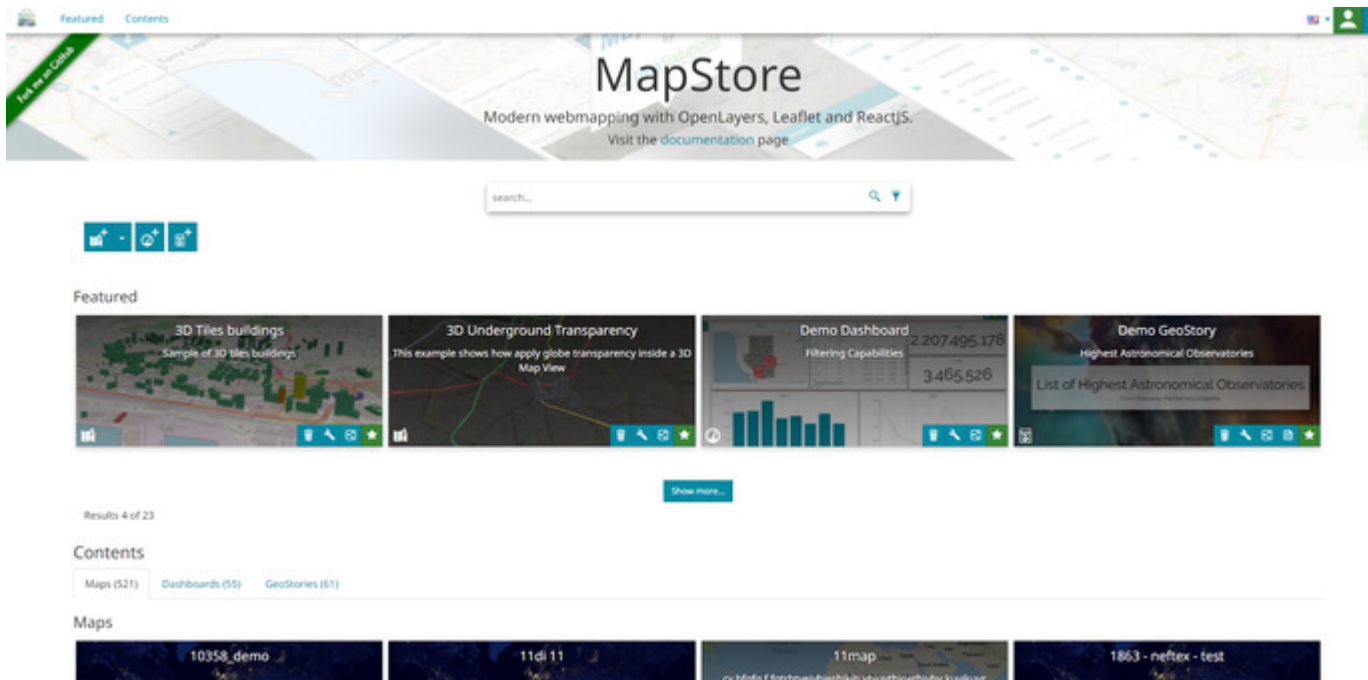 Featured Contents
Fork me on GitHub
MapStore
Modern webmapping with OpenLayers, Leaflet and ReactJS.
Visit the documentation page
search...
Featured
3D Tiles buildings
Sample of 3D tiles buildings
3D Underground Transparency
This example shows how apply globe transparency inside a 3D
Map View
Demo Dashboard
Filtering Capabilities
2.207.495.178
3.465.526
Demo GeoStory
Highest Astronomical Observatories
List of Highest Astronomical Observatories
Show more...
Results 4 of 23
Contents
Maps (521) Dashboards (55) GeoStories (61)
Maps
10358_demo
11di 11
11map
1863 - neftex - test